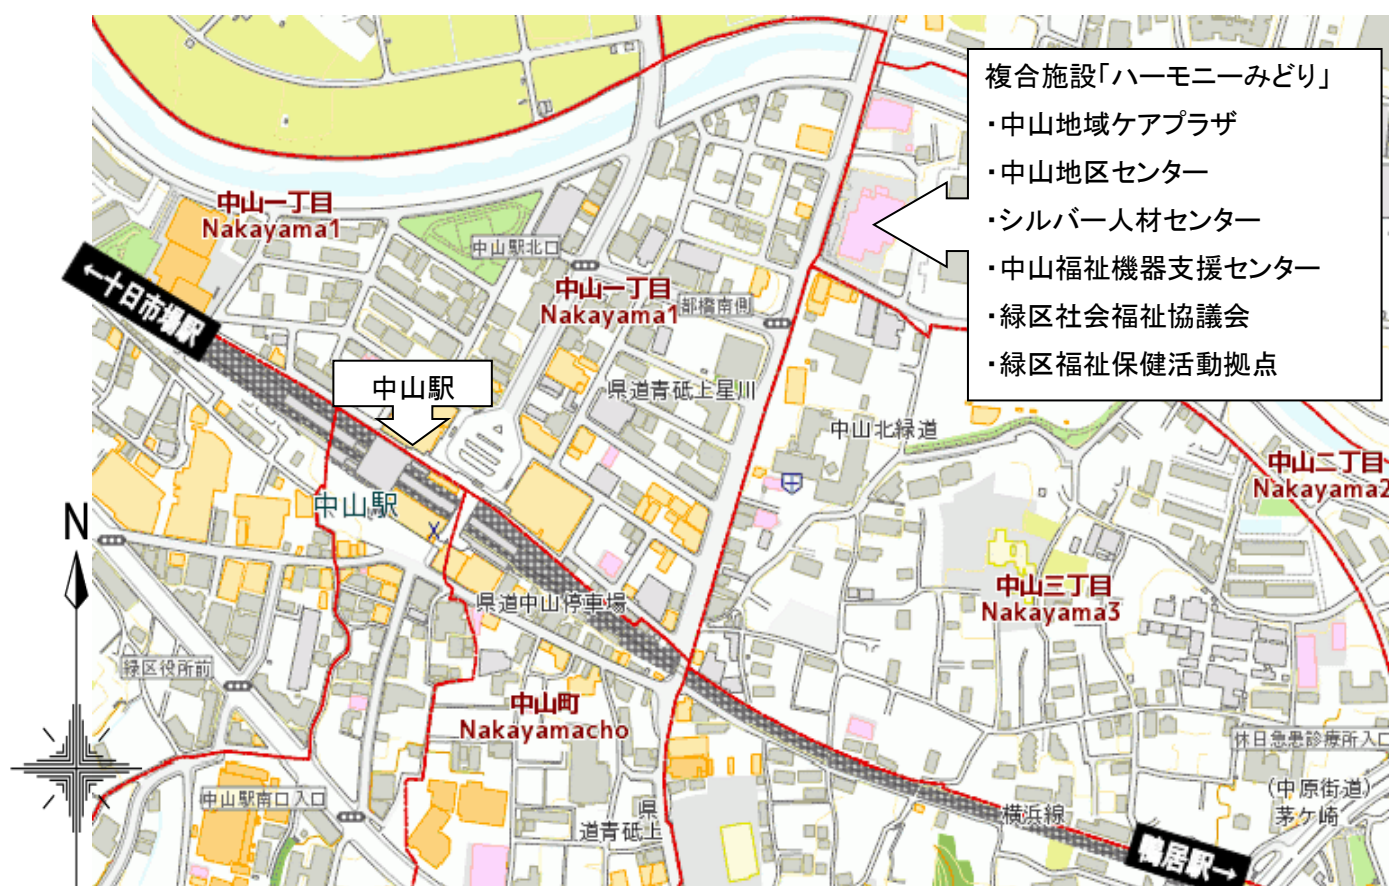 複合施設「ハーモニーみどり」
・中山地域ケアプラザ
・中山地区センター
・シルバー人材センター
・中山福祉機器支援センター
・緑区社会福祉協議会
・緑区福祉保健活動拠点
中山一丁目
Nakayama1
中山駅北口
←十日市場駅
中山一丁目
Nakayama1
都橋南側
中山駅
県道青砥上星川
中山北緑道
中山二丁目
Nakayama2
中山駅
N
中山三丁目
Nakayama3
県道中山停車場
緑区役所前
中山町
Nakayamacho
休日急患診療所入口
中山駅南口入口
県
道青砥上
横浜線
(中原街道)
茅ケ崎
鴨居駅→